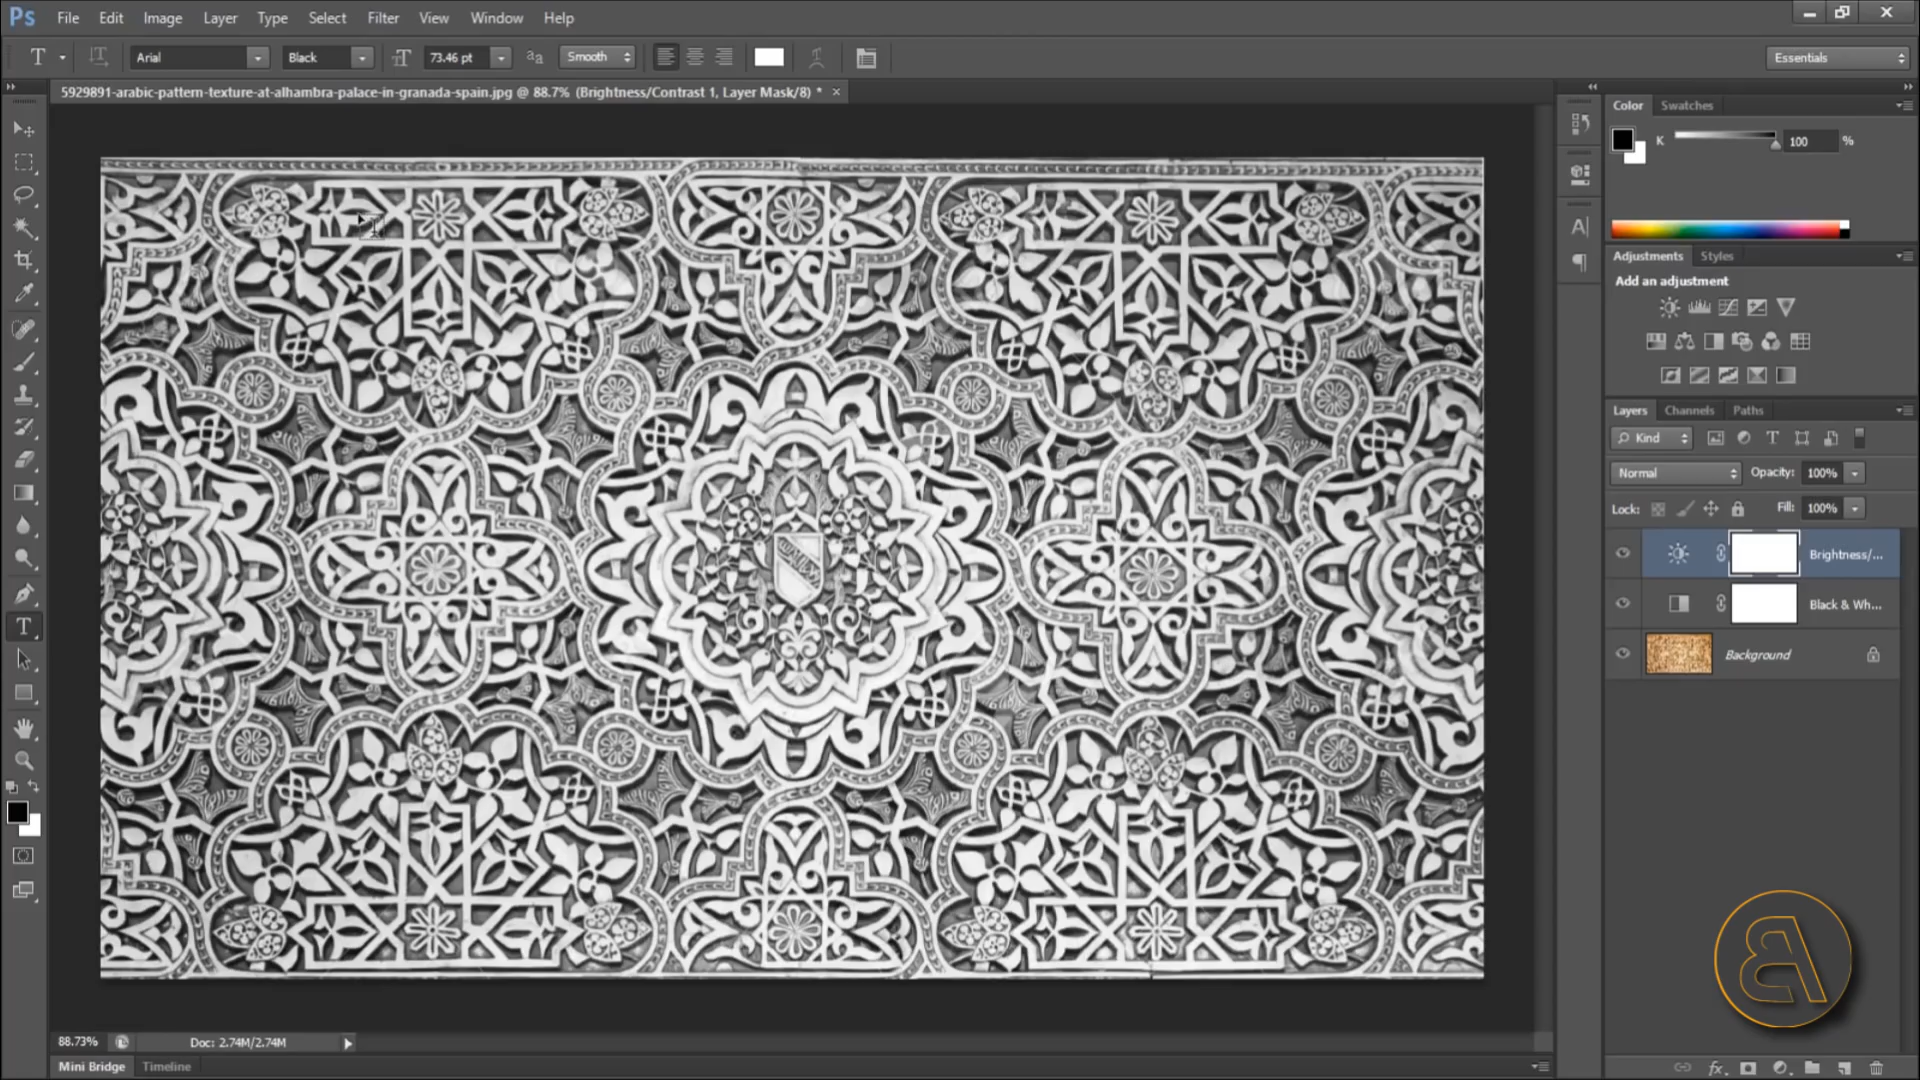 Ps File Edit Image Layer Type Select Filter View Window Help
T Arial Black 73.46 pt Smooth Essentials
5929891-arabic-pattern-texture-at-alhambra-palace-in-granada-spain.jpg @ 88.7% (Brightness/Contrast 1, Layer Mask/8) *
Color Swatches
K 100 %
Adjustments Styles
Add an adjustment
Layers Channels Paths
Kind
Normal Opacity: 100%
Lock: Fill: 100%
Brightness/...
Black & Wh...
Background
88.73% Doc: 2.74M/2.74M
Mini Bridge Timeline